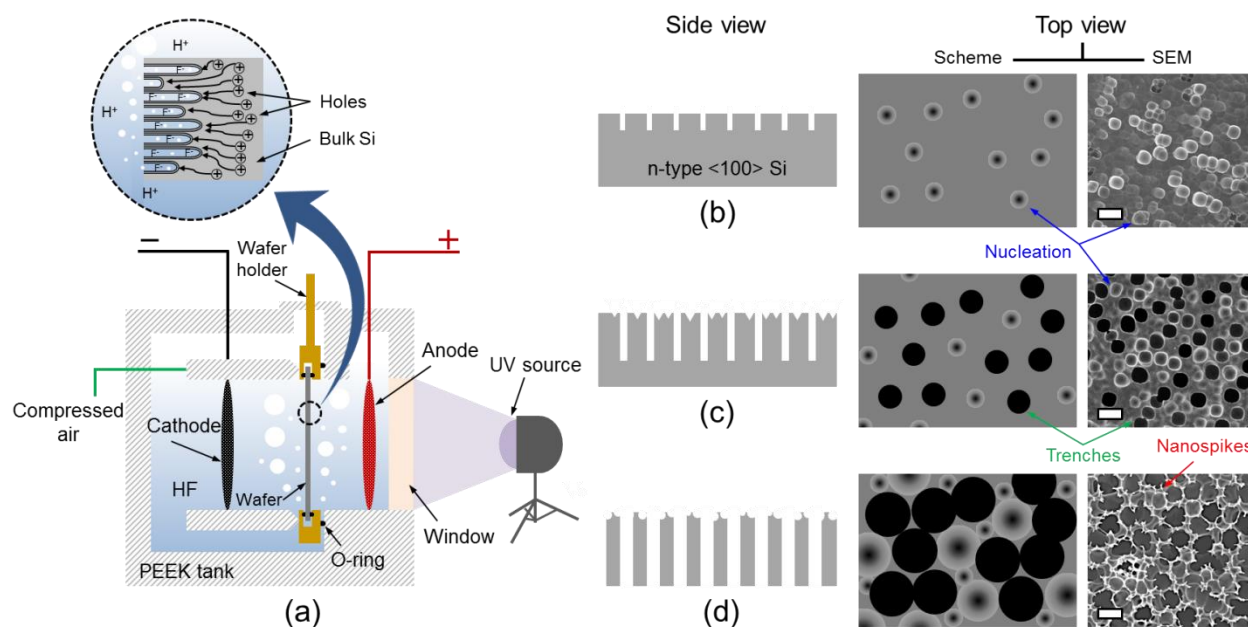 H⁺
H⁺
H⁺
H⁺
F⁻
F⁻
F⁻
F⁻
F⁻
F⁻
F⁻
F⁻
Holes
Bulk Si
−
+
Wafer
holder
Anode
UV source
Compressed
air
Cathode
HF
Wafer
Window
O-ring
PEEK tank
(a)
Side view
n-type <100> Si
(b)
(c)
(d)
Top view
Scheme
SEM
Nucleation
Trenches
Nanospikes